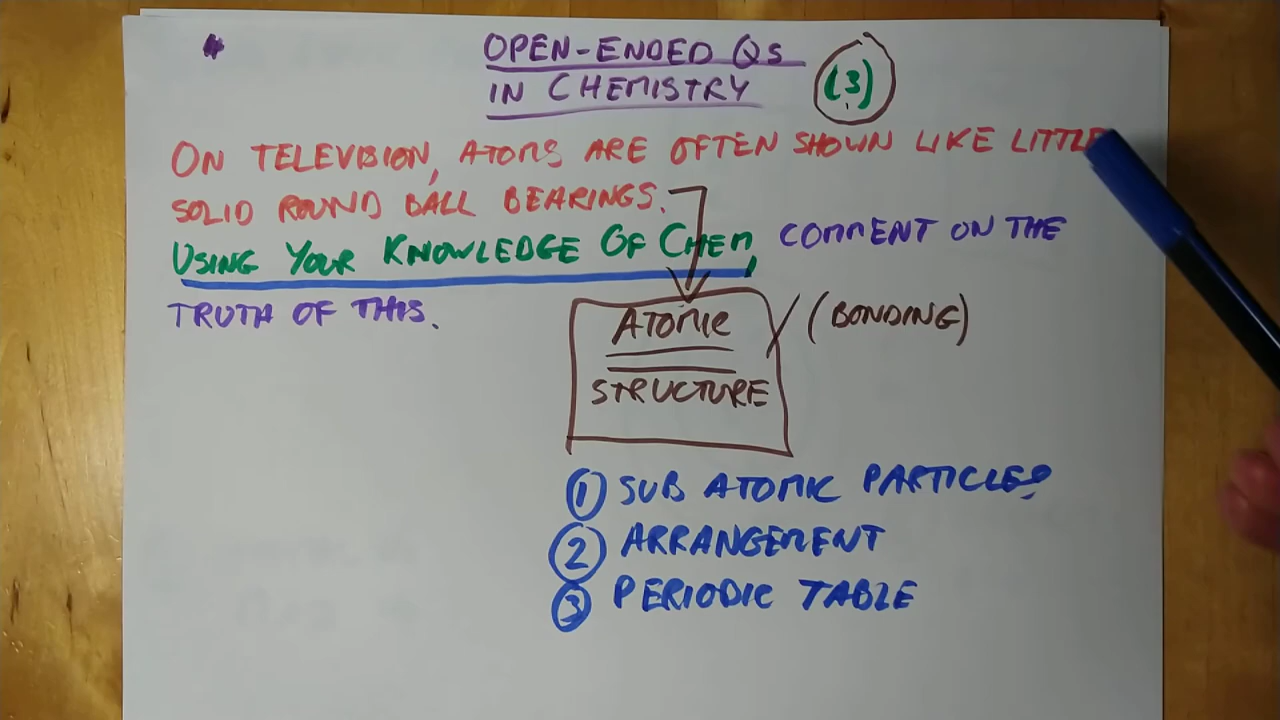 OPEN-ENDED QS
IN CHEMISTRY (3)
ON TELEVISION, ATOMS ARE OFTEN SHOWN LIKE LITTLE
SOLID ROUND BALL BEARINGS.
USING YOUR KNOWLEDGE OF CHEM, COMMENT ON THE
TRUTH OF THIS.
ATOMIC (BONDING)
STRUCTURE
1 SUB ATOMIC PARTICLES
2 ARRANGEMENT
3 PERIODIC TABLE